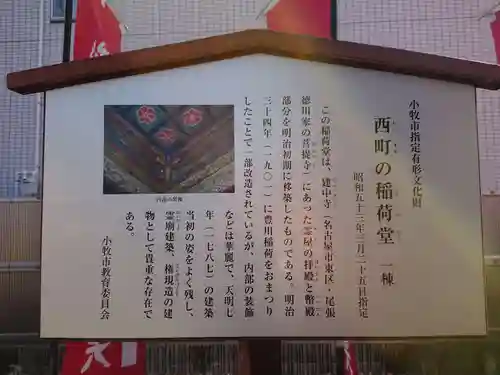 小牧市指定有形文化財
西町の稲荷堂 一棟
昭和五十三年二月二十五日指定
この稲荷堂は、建中寺（名古屋市東区・尾張
徳川家の菩提寺）にあった霊屋の拝殿と幣殿
部分を明治初期に移築したものである。明治
三十四年（一九〇一）に豊川稲荷をおまつり
したことで一部改造されているが、内部の装飾
などは華麗で、天明七
年（一七八七）の建築
当初の姿をよく残し、
霊廟建築、権現造の建
物として貴重な存在で
ある。
小牧市教育委員会